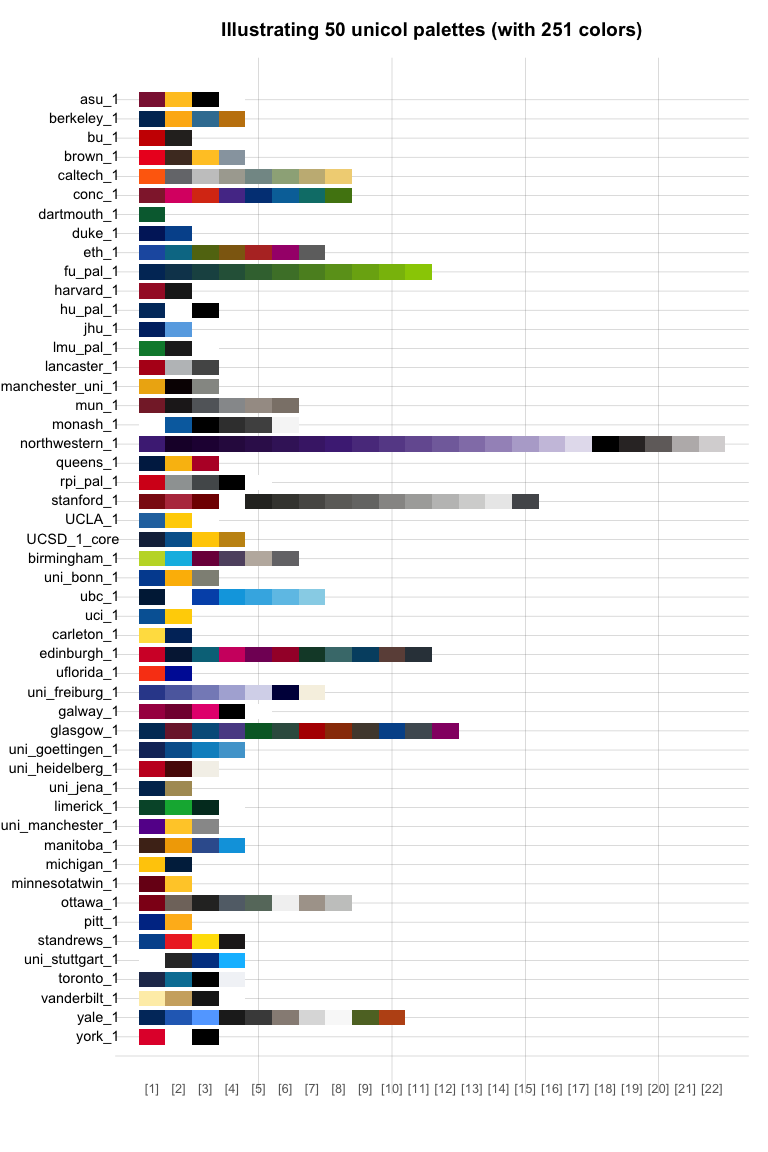 Illustrating 50 unicol palettes (with 251 colors)
asu_1
berkeley_1
bu_1
brown_1
caltech_1
conc_1
dartmouth_1
duke_1
eth_1
fu_pal_1
harvard_1
hu_pal_1
jhu_1
lmu_pal_1
lancaster_1
manchester_uni_1
mun_1
monash_1
northwestern_1
queens_1
rpi_pal_1
stanford_1
UCLA_1
UCSD_1_core
birmingham_1
uni_bonn_1
ubc_1
uci_1
carleton_1
edinburgh_1
uflorida_1
uni_freiburg_1
galway_1
glasgow_1
uni_goettingen_1
uni_heidelberg_1
uni_jena_1
limerick_1
uni_manchester_1
manitoba_1
michigan_1
minnesotatwin_1
ottawa_1
pitt_1
standrews_1
uni_stuttgart_1
toronto_1
vanderbilt_1
yale_1
york_1
[1] [2] [3] [4] [5] [6] [7] [8] [9] [10] [11] [12] [13] [14] [15] [16] [17] [18] [19] [20] [21] [22]